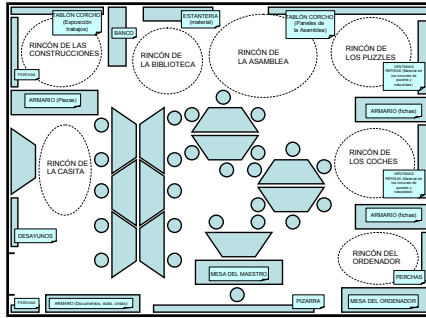 TABLÓN CORCHO
(Exposición
trabajos)
BANCO
ESTANTERIA
(material)
TABLÓN CORCHO
(Paneles de
la Asamblea)
RINCÓN DE LAS
CONSTRUCCIONES
RINCÓN DE
LA BIBLIOTECA
RINCÓN DE
LA ASAMBLEA
RINCÓN DE
LOS PUZZLES
PERCHAS
ARMARIO (Piezas)
ARMARIO (fichas)
RINCÓN DE
LA CASITA
RINCÓN DE
LOS COCHES
ARMARIO (fichas)
DESAYUNOS
RINCÓN DEL
ORDENADOR
MESA DEL MAESTRO
PERCHAS
PERCHAS
ARMARIO (Documentos, radio, cintas)
PIZARRA
MESA DEL ORDENADOR